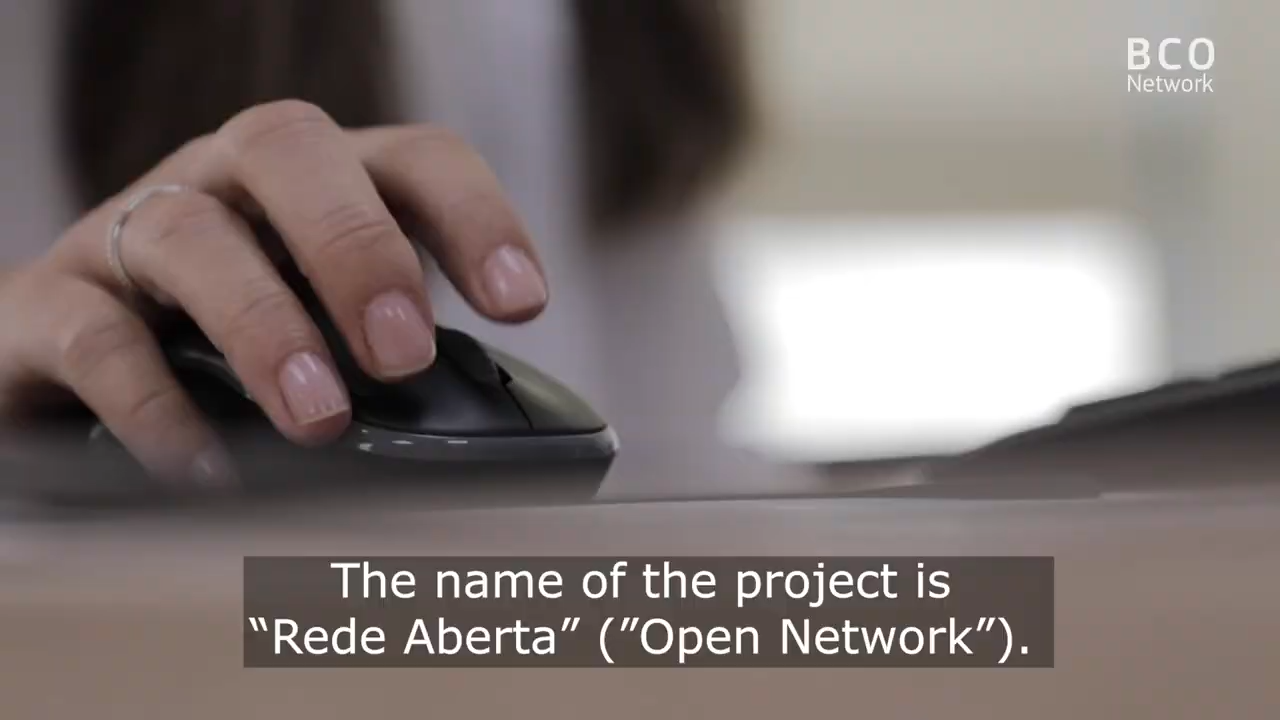 BCO
Network
The name of the project is
“Rede Aberta” (”Open Network”).